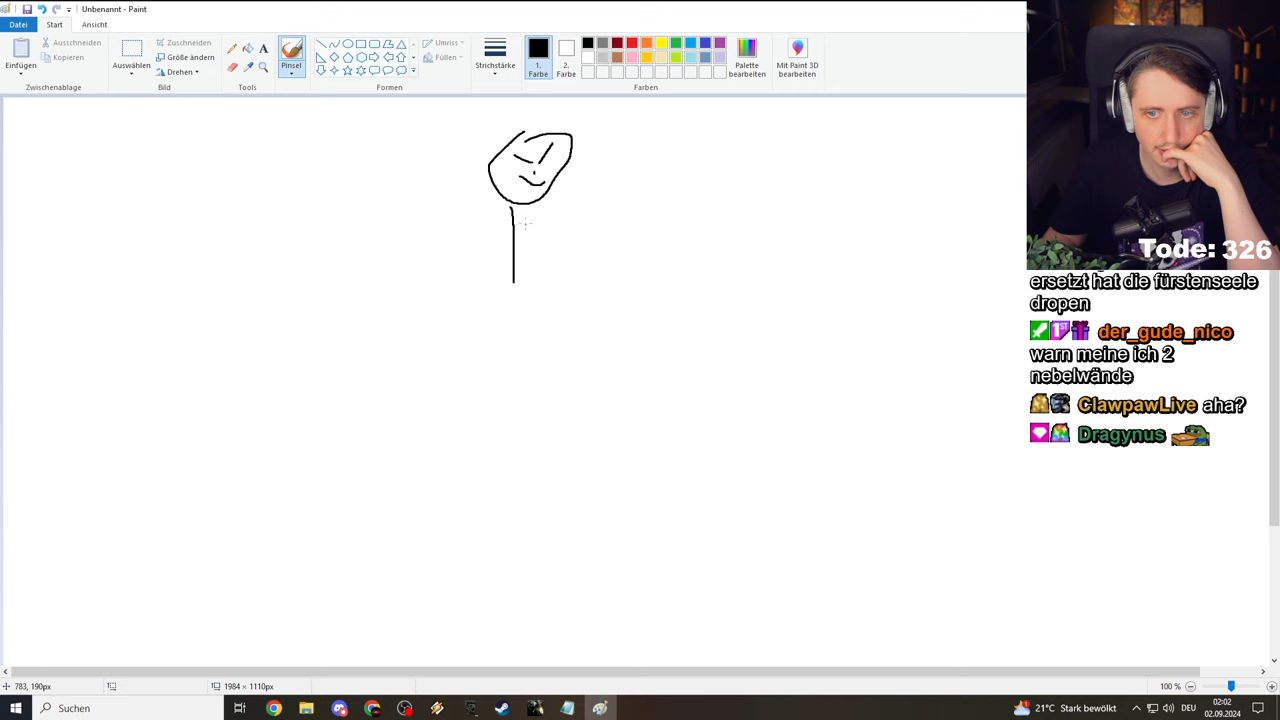 Unbenannt - Paint
Datei Start Ansicht
Einfügen
Ausschneiden
Kopieren
Zwischenablage
Auswählen
Zuschneiden
Größe ändern
Drehen
Bild
A
Tools
Pinsel
Umriss
Füllen
Formen
Strichstärke
1. Farbe
2. Farbe
Palette bearbeiten
Farben
Mit Paint 3D bearbeiten
Tode: 326
ersetzt hat die fürstenseele
dropen
1ST der_gude_nico
warn meine ich 2
nebelwände
ClawpawLive aha?
Dragynus
783, 190px
1984 × 1110px
100 %
Suchen
21°C Stark bewölkt
DEU
02:02
02.09.2024